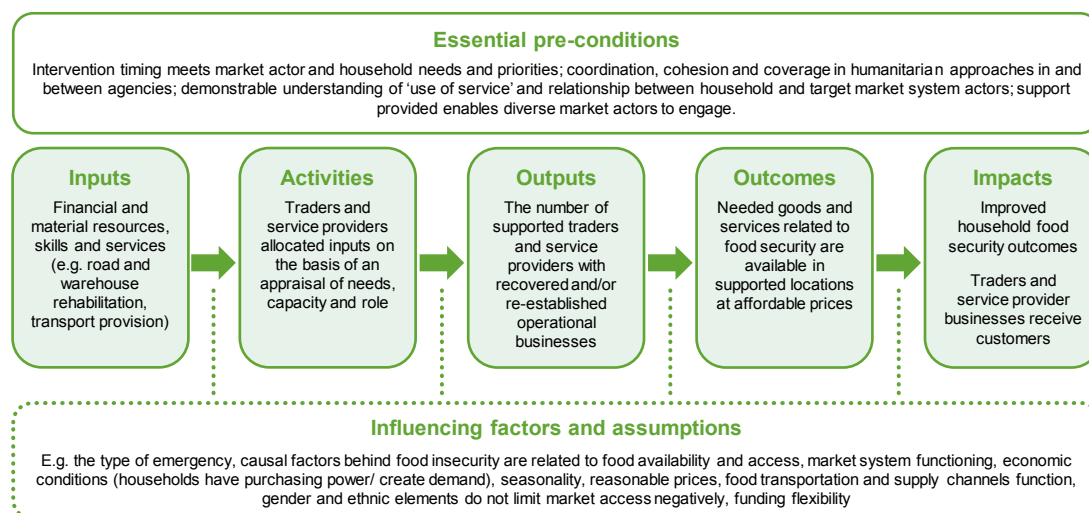 Essential pre-conditions
Intervention timing meets market actor and household needs and priorities; coordination, cohesion and coverage in humanitarian approaches in and
between agencies; demonstrable understanding of 'use of service' and relationship between household and target market system actors; support
provided enables diverse market actors to engage.
Inputs
Financial and
material resources,
skills and services
(e.g. road and
warehouse
rehabilitation,
transport provision)
Activities
Traders and
service providers
allocated inputs on
the basis of an
appraisal of needs,
capacity and role
Outputs
The number of
supported traders
and service
providers with
recovered and/or
re-established
operational
businesses
Outcomes
Needed goods and
services related to
food security are
available in
supported locations
at affordable prices
Impacts
Improved
household food
security outcomes
Traders and
service provider
businesses receive
customers
Influencing factors and assumptions
E.g. the type of emergency, causal factors behind food insecurity are related to food availability and access, market system functioning, economic
conditions (households have purchasing power/ create demand), seasonality, reasonable prices, food transportation and supply channels function,
gender and ethnic elements do not limit market access negatively, funding flexibility